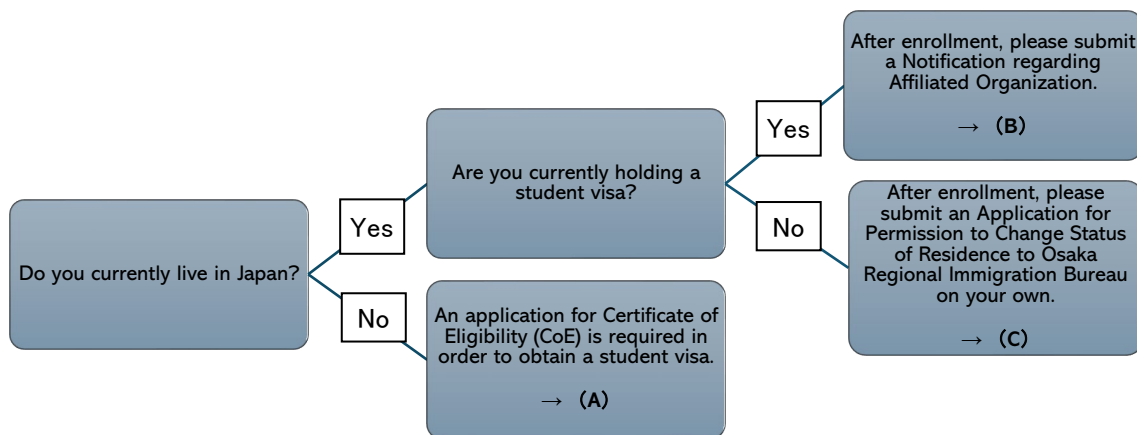 Do you currently live in Japan?
Yes
No
Are you currently holding a
student visa?
An application for Certificate of
Eligibility (CoE) is required in
order to obtain a student visa.
→ (A)
Yes
No
After enrollment, please submit
a Notification regarding
Affiliated Organization.
→ (B)
After enrollment, please
submit an Application for
Permission to Change Status
of Residence to Osaka
Regional Immigration Bureau
on your own.
→ (C)